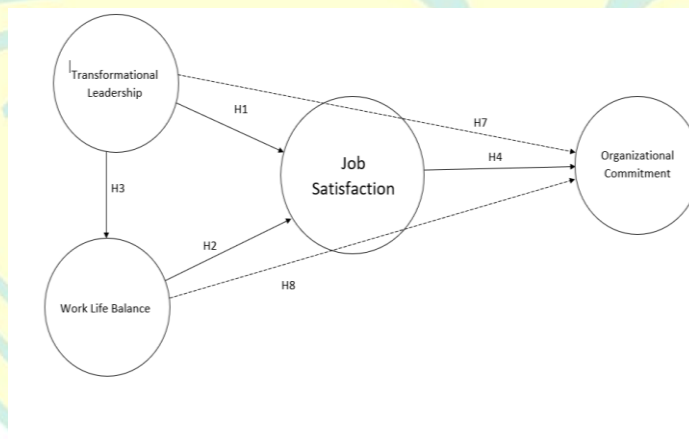 Transformational
Leadership
H1
H7
Job
Satisfaction
H4
Organizational
Commitment
H3
H2
Work Life Balance
H8